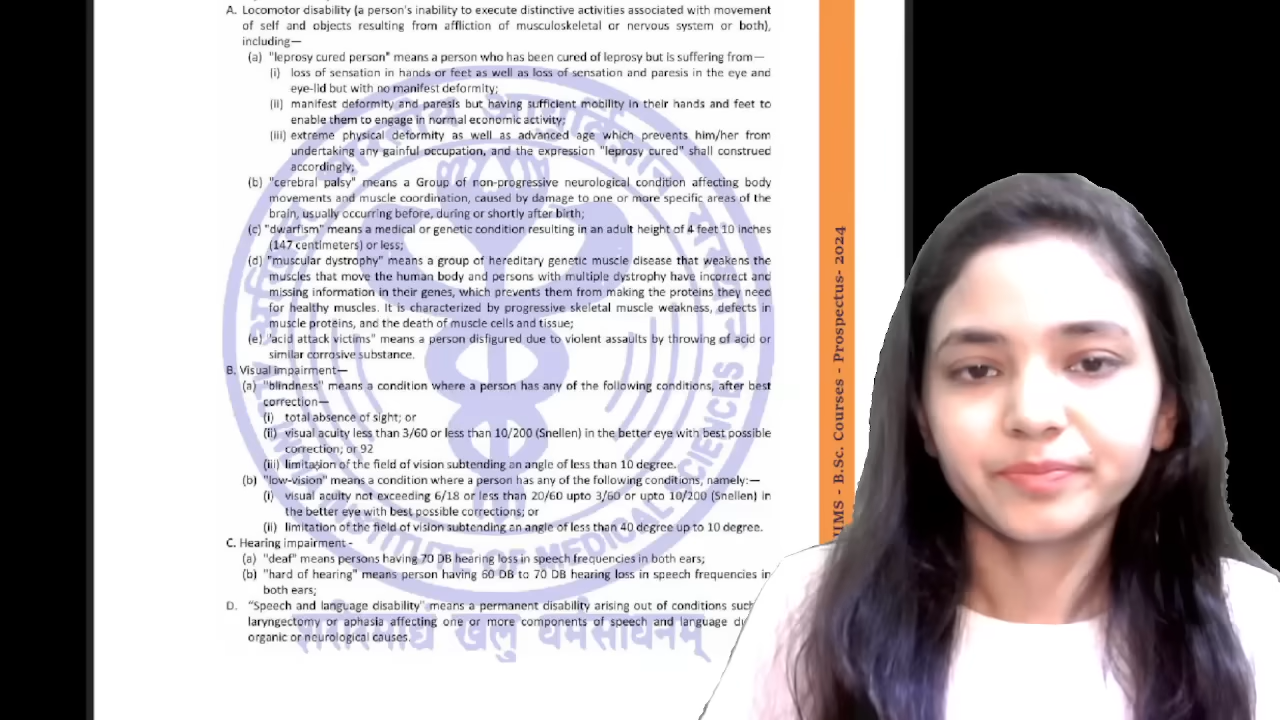 A. Locomotor disability (a person's inability to execute distinctive activities associated with movement
of self and objects resulting from affliction of musculoskeletal or nervous system or both),
including—
(a) "leprosy cured person" means a person who has been cured of leprosy but is suffering from—
(i) loss of sensation in hands or feet as well as loss of sensation and paresis in the eye and
eye-lid but with no manifest deformity;
(ii) manifest deformity and paresis but having sufficient mobility in their hands and feet to
enable them to engage in normal economic activity;
(iii) extreme physical deformity as well as advanced age which prevents him/her from
undertaking any gainful occupation, and the expression "leprosy cured" shall construed
accordingly;
(b) "cerebral palsy" means a Group of non-progressive neurological condition affecting body
movements and muscle coordination, caused by damage to one or more specific areas of the
brain, usually occurring before, during or shortly after birth;
(c) "dwarfism" means a medical or genetic condition resulting in an adult height of 4 feet 10 inches
(147 centimeters) or less;
(d) "muscular dystrophy" means a group of hereditary genetic muscle disease that weakens the
muscles that move the human body and persons with multiple dystrophy have incorrect and
missing information in their genes, which prevents them from making the proteins they need
for healthy muscles. It is characterized by progressive skeletal muscle weakness, defects in
muscle proteins, and the death of muscle cells and tissue;
(e) "acid attack victims" means a person disfigured due to violent assaults by throwing of acid or
similar corrosive substance.
B. Visual impairment—
(a) "blindness" means a condition where a person has any of the following conditions, after best
correction—
(i) total absence of sight; or
(ii) visual acuity less than 3/60 or less than 10/200 (Snellen) in the better eye with best possible
correction; or 92
(iii) limitation of the field of vision subtending an angle of less than 10 degree.
(b) "low-vision" means a condition where a person has any of the following conditions, namely:—
(i) visual acuity not exceeding 6/18 or less than 20/60 upto 3/60 or upto 10/200 (Snellen) in
the better eye with best possible corrections; or
(ii) limitation of the field of vision subtending an angle of less than 40 degree up to 10 degree.
C. Hearing impairment -
(a) "deaf" means persons having 70 DB hearing loss in speech frequencies in both ears;
(b) "hard of hearing" means person having 60 DB to 70 DB hearing loss in speech frequencies in
both ears;
D. "Speech and language disability" means a permanent disability arising out of conditions such
laryngectomy or aphasia affecting one or more components of speech and language
organic or neurological causes.
शरीरमाद्यं खलु धर्मसाधनम्
INSTITUTE OF MEDICAL SCIENCES
B.Sc. Courses - Prospectus- 2024